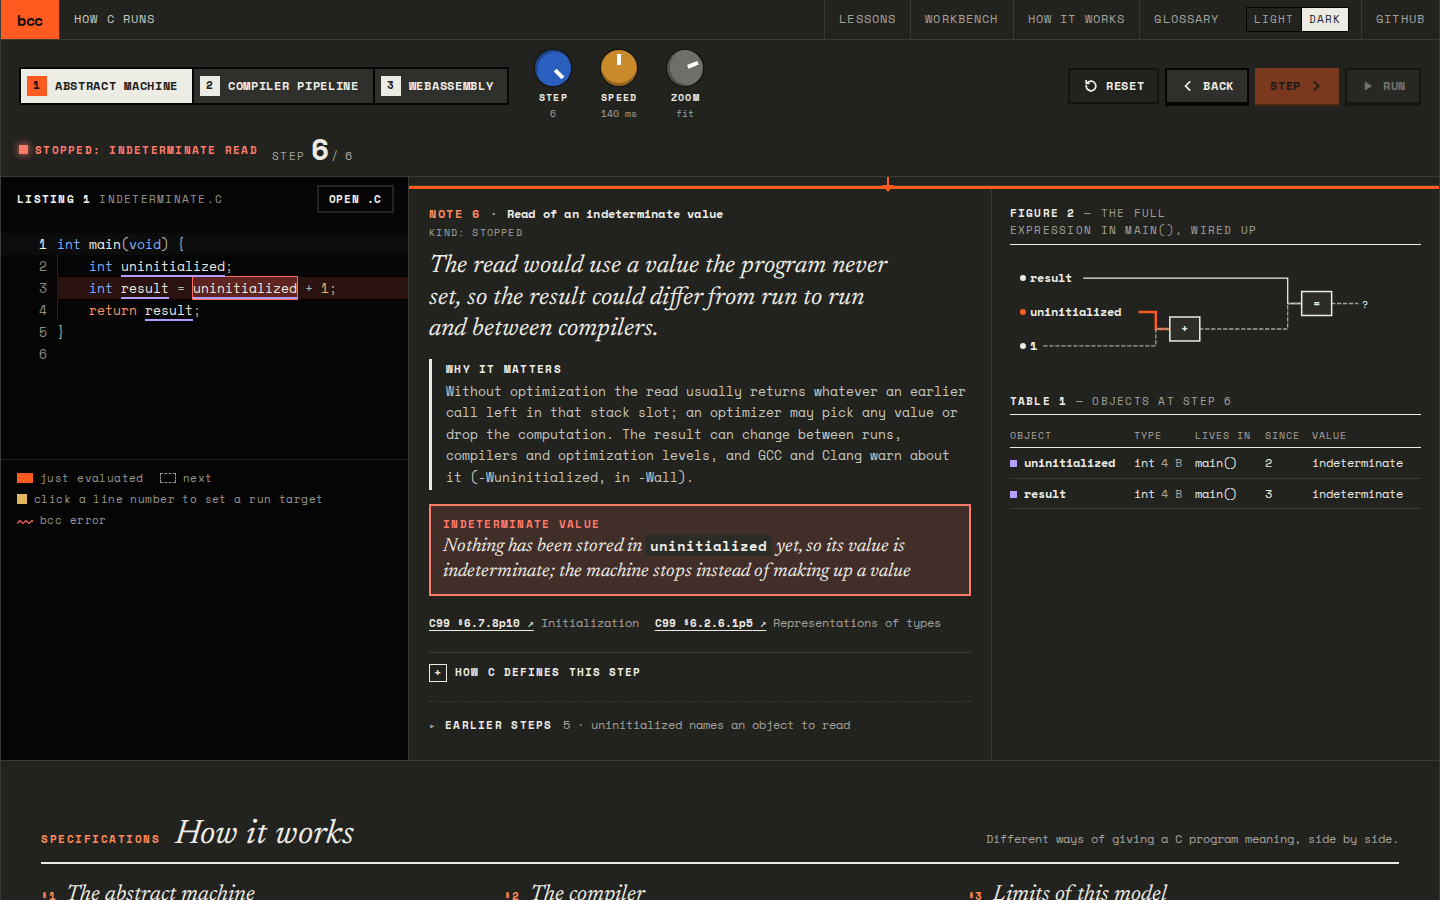 bcc HOW C RUNS LESSONS WORKBENCH HOW IT WORKS GLOSSARY LIGHT DARK GITHUB
1 ABSTRACT MACHINE 2 COMPILER PIPELINE 3 WEBASSEMBLY
STEP SPEED ZOOM
6 140 ms fit
RESET BACK STEP RUN
STOPPED: INDETERMINATE READ STEP 6 / 6
LISTING 1 INDETERMINATE.C OPEN .C
1 int main(void) {
2 int uninitialized;
3 int result = uninitialized + 1;
4 return result;
5 }
6
just evaluated next
click a line number to set a run target
bcc error
NOTE 6 · Read of an indeterminate value
KIND: STOPPED
The read would use a value the program never
set, so the result could differ from run to run
and between compilers.
WHY IT MATTERS
Without optimization the read usually returns whatever an earlier
call left in that stack slot; an optimizer may pick any value or
drop the computation. The result can change between runs,
compilers and optimization levels, and GCC and Clang warn about
it (-Wuninitialized, in -Wall).
INDETERMINATE VALUE
Nothing has been stored in uninitialized yet, so its value is
indeterminate; the machine stops instead of making up a value
C99 §6.7.8p10 ↗ Initialization C99 §6.2.6.1p5 ↗ Representations of types
+ HOW C DEFINES THIS STEP
▸ EARLIER STEPS 5 · uninitialized names an object to read
FIGURE 2 — THE FULL
EXPRESSION IN MAIN(), WIRED UP
result
=
?
uninitialized
+
1
TABLE 1 — OBJECTS AT STEP 6
OBJECT TYPE LIVES IN SINCE VALUE
uninitialized int 4 B main() 2 indeterminate
result int 4 B main() 3 indeterminate
SPECIFICATIONS How it works Different ways of giving a C program meaning, side by side.
§1 The abstract machine §2 The compiler §3 Limits of this model